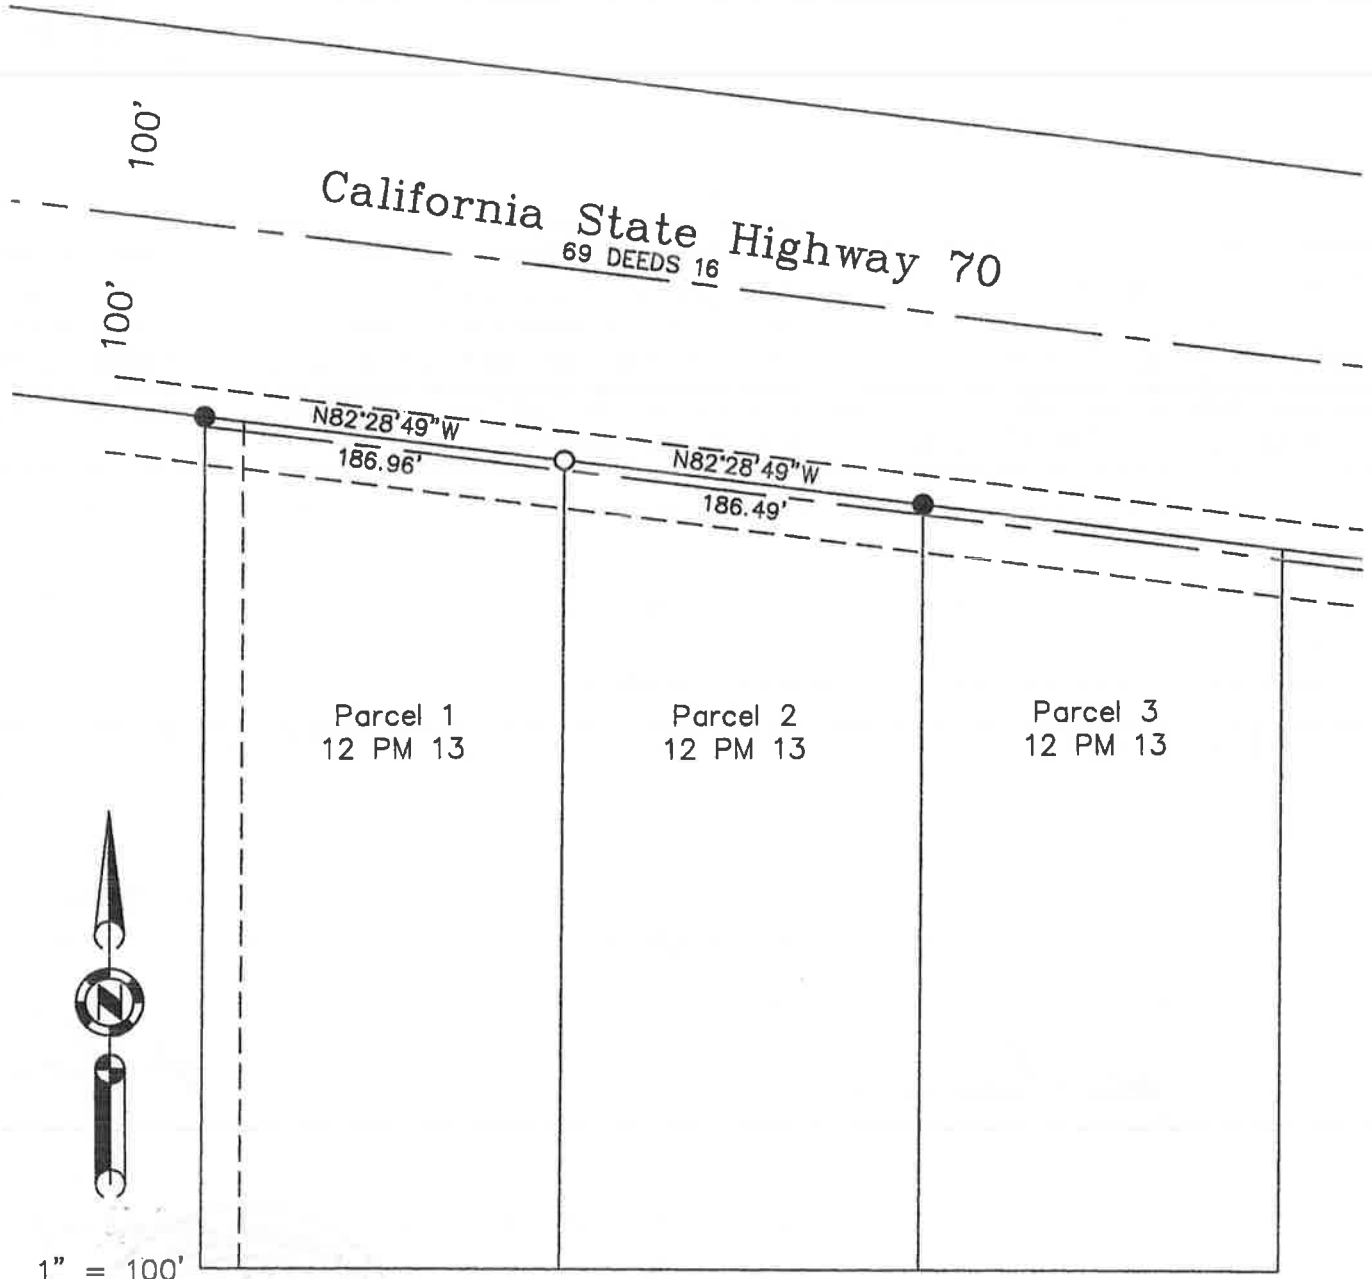 100'
California State Highway 70
69 DEEDS 16
100'
N82°28'49"W
186.96'
N82°28'49"W
186.49'
Parcel 1
12 PM 13
Parcel 2
12 PM 13
Parcel 3
12 PM 13
N
1" = 100'